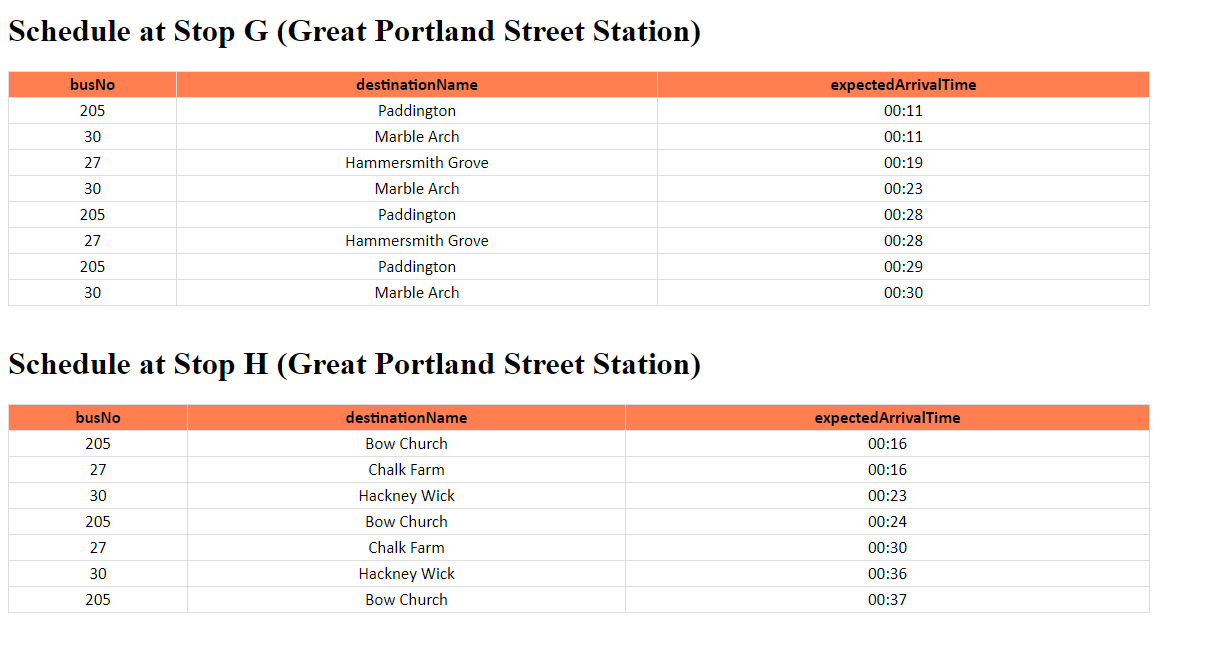 Schedule at Stop G (Great Portland Street Station)
busNo destinationName expectedArrivalTime
205 Paddington 00:11
30 Marble Arch 00:11
27 Hammersmith Grove 00:19
30 Marble Arch 00:23
205 Paddington 00:28
27 Hammersmith Grove 00:28
205 Paddington 00:29
30 Marble Arch 00:30
Schedule at Stop H (Great Portland Street Station)
busNo destinationName expectedArrivalTime
205 Bow Church 00:16
27 Chalk Farm 00:16
30 Hackney Wick 00:23
205 Bow Church 00:24
27 Chalk Farm 00:30
30 Hackney Wick 00:36
205 Bow Church 00:37